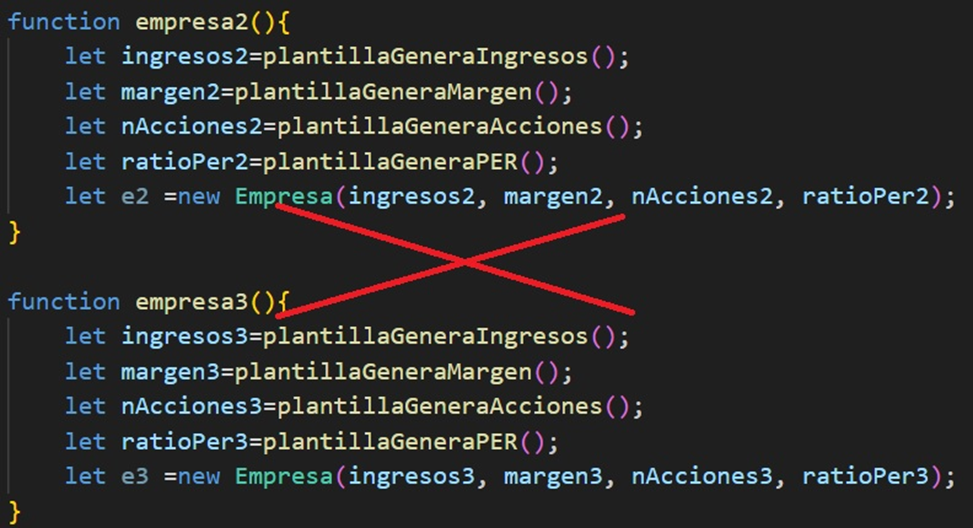 function empresa2(){
    let ingresos2=plantillaGeneraIngresos();
    let margen2=plantillaGeneraMargen();
    let nAcciones2=plantillaGeneraAcciones();
    let ratioPer2=plantillaGeneraPER();
    let e2 =new Empresa(ingresos2, margen2, nAcciones2, ratioPer2);
}
function empresa3(){
    let ingresos3=plantillaGeneraIngresos();
    let margen3=plantillaGeneraMargen();
    let nAcciones3=plantillaGeneraAcciones();
    let ratioPer3=plantillaGeneraPER();
    let e3 =new Empresa(ingresos3, margen3, nAcciones3, ratioPer3);
}